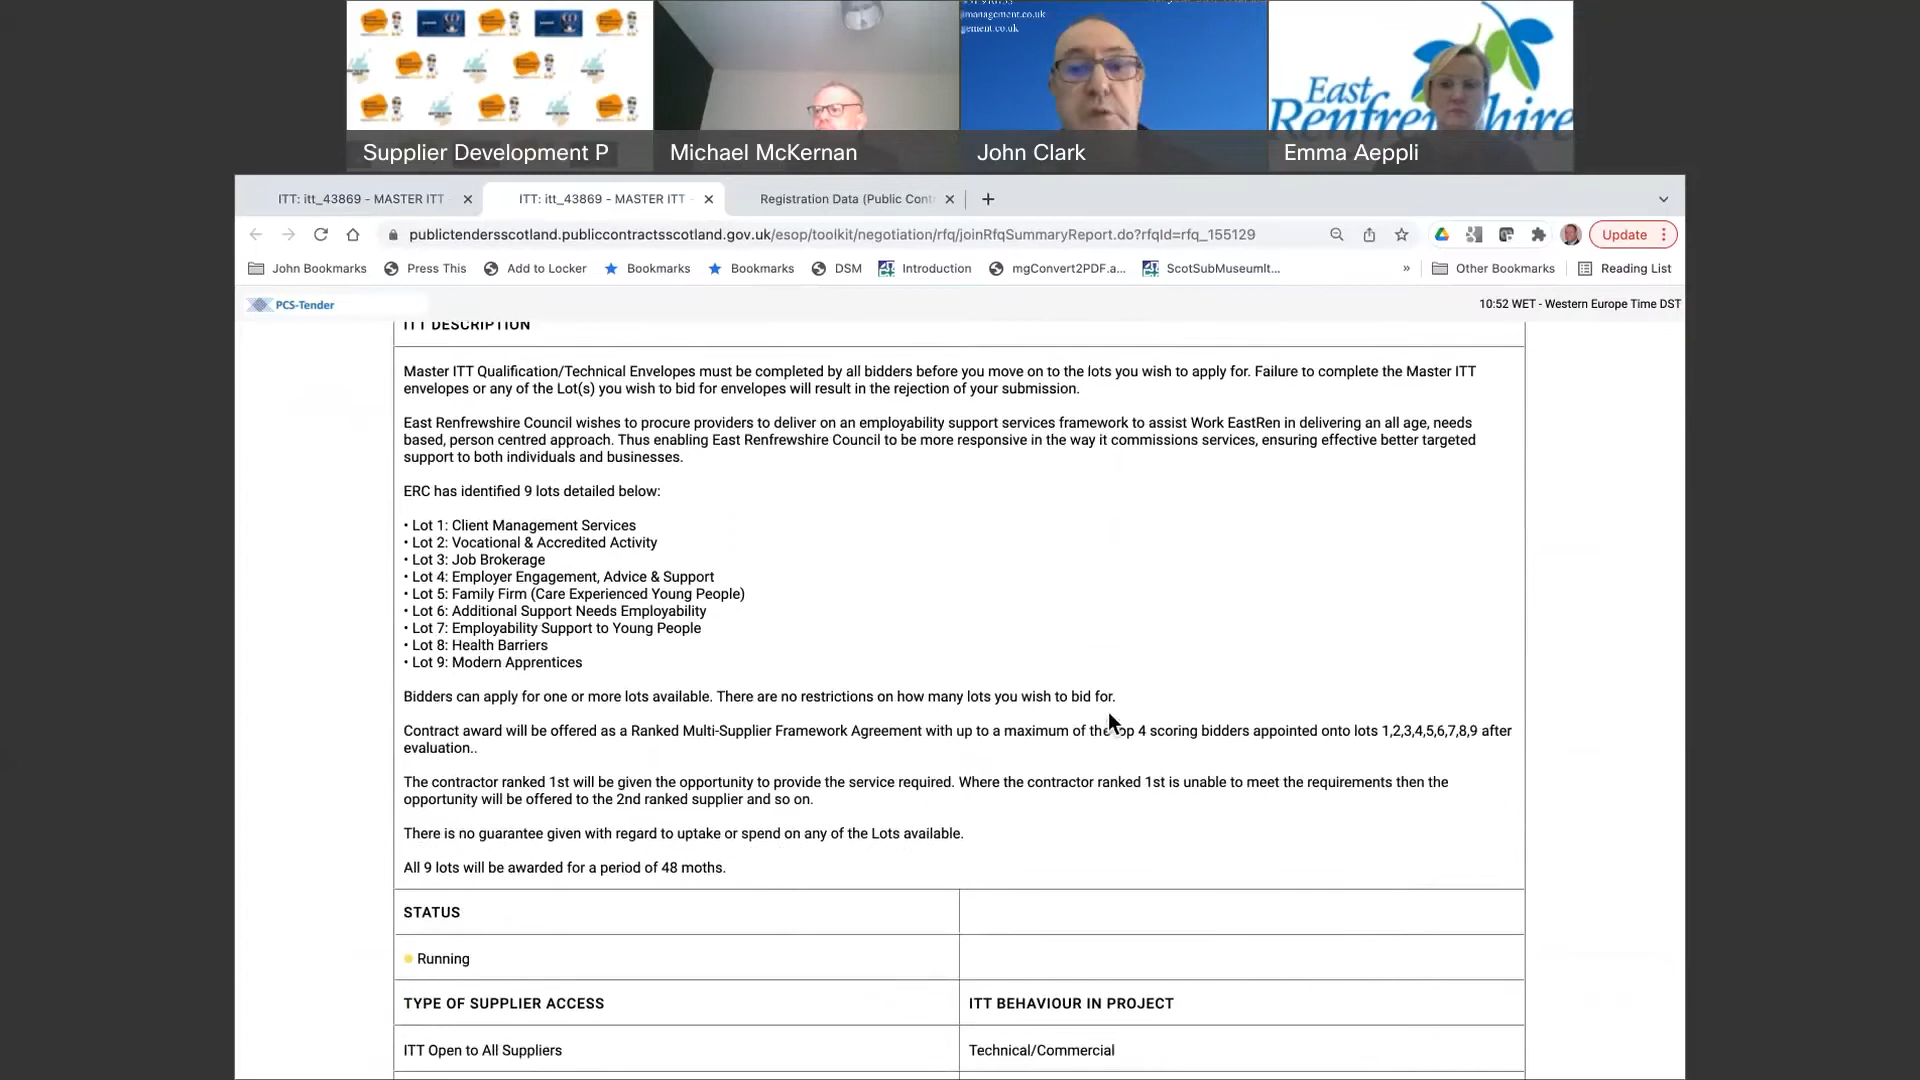 management.co.uk
gement.co.uk
East
Renfrewshire
Supplier Development P
Michael McKernan
John Clark
Emma Aeppli
ITT: itt_43869 - MASTER ITT
ITT: itt_43869 - MASTER ITT -
Registration Data (Public Cont
publictendersscotland.publiccontractsscotland.gov.uk/esop/toolkit/negotiation/rfq/joinRfqSummaryReport.do?rfqId=rfq_155129
Update
John Bookmarks Press This Add to Locker Bookmarks Bookmarks DSM Introduction mgConvert2PDF.a... ScotSubMuseumIt... » Other Bookmarks Reading List
PCS-Tender
10:52 WET - Western Europe Time DST
ITT DESCRIPTION
Master ITT Qualification/Technical Envelopes must be completed by all bidders before you move on to the lots you wish to apply for. Failure to complete the Master ITT
envelopes or any of the Lot(s) you wish to bid for envelopes will result in the rejection of your submission.
East Renfrewshire Council wishes to procure providers to deliver on an employability support services framework to assist Work EastRen in delivering an all age, needs
based, person centred approach. Thus enabling East Renfrewshire Council to be more responsive in the way it commissions services, ensuring effective better targeted
support to both individuals and businesses.
ERC has identified 9 lots detailed below:
• Lot 1: Client Management Services
• Lot 2: Vocational & Accredited Activity
• Lot 3: Job Brokerage
• Lot 4: Employer Engagement, Advice & Support
• Lot 5: Family Firm (Care Experienced Young People)
• Lot 6: Additional Support Needs Employability
• Lot 7: Employability Support to Young People
• Lot 8: Health Barriers
• Lot 9: Modern Apprentices
Bidders can apply for one or more lots available. There are no restrictions on how many lots you wish to bid for.
Contract award will be offered as a Ranked Multi-Supplier Framework Agreement with up to a maximum of the top 4 scoring bidders appointed onto lots 1,2,3,4,5,6,7,8,9 after
evaluation..
The contractor ranked 1st will be given the opportunity to provide the service required. Where the contractor ranked 1st is unable to meet the requirements then the
opportunity will be offered to the 2nd ranked supplier and so on.
There is no guarantee given with regard to uptake or spend on any of the Lots available.
All 9 lots will be awarded for a period of 48 moths.
STATUS
Running
TYPE OF SUPPLIER ACCESS
ITT BEHAVIOUR IN PROJECT
ITT Open to All Suppliers
Technical/Commercial